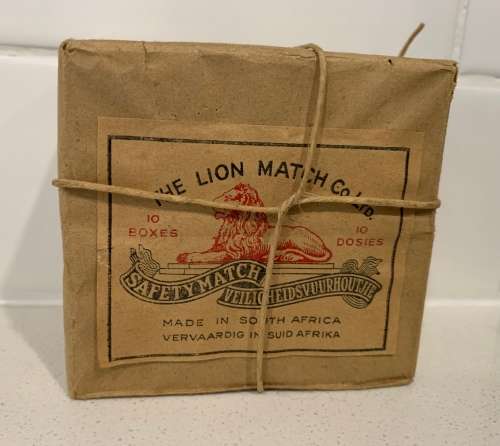 THE LION MATCH Co. LTD.
10 BOXES
10 DOSIES
SAFETY MATCH
VEILIGHEIDSVUURHOUTJIE
MADE IN SOUTH AFRICA
VERVAARDIG IN SUID AFRIKA